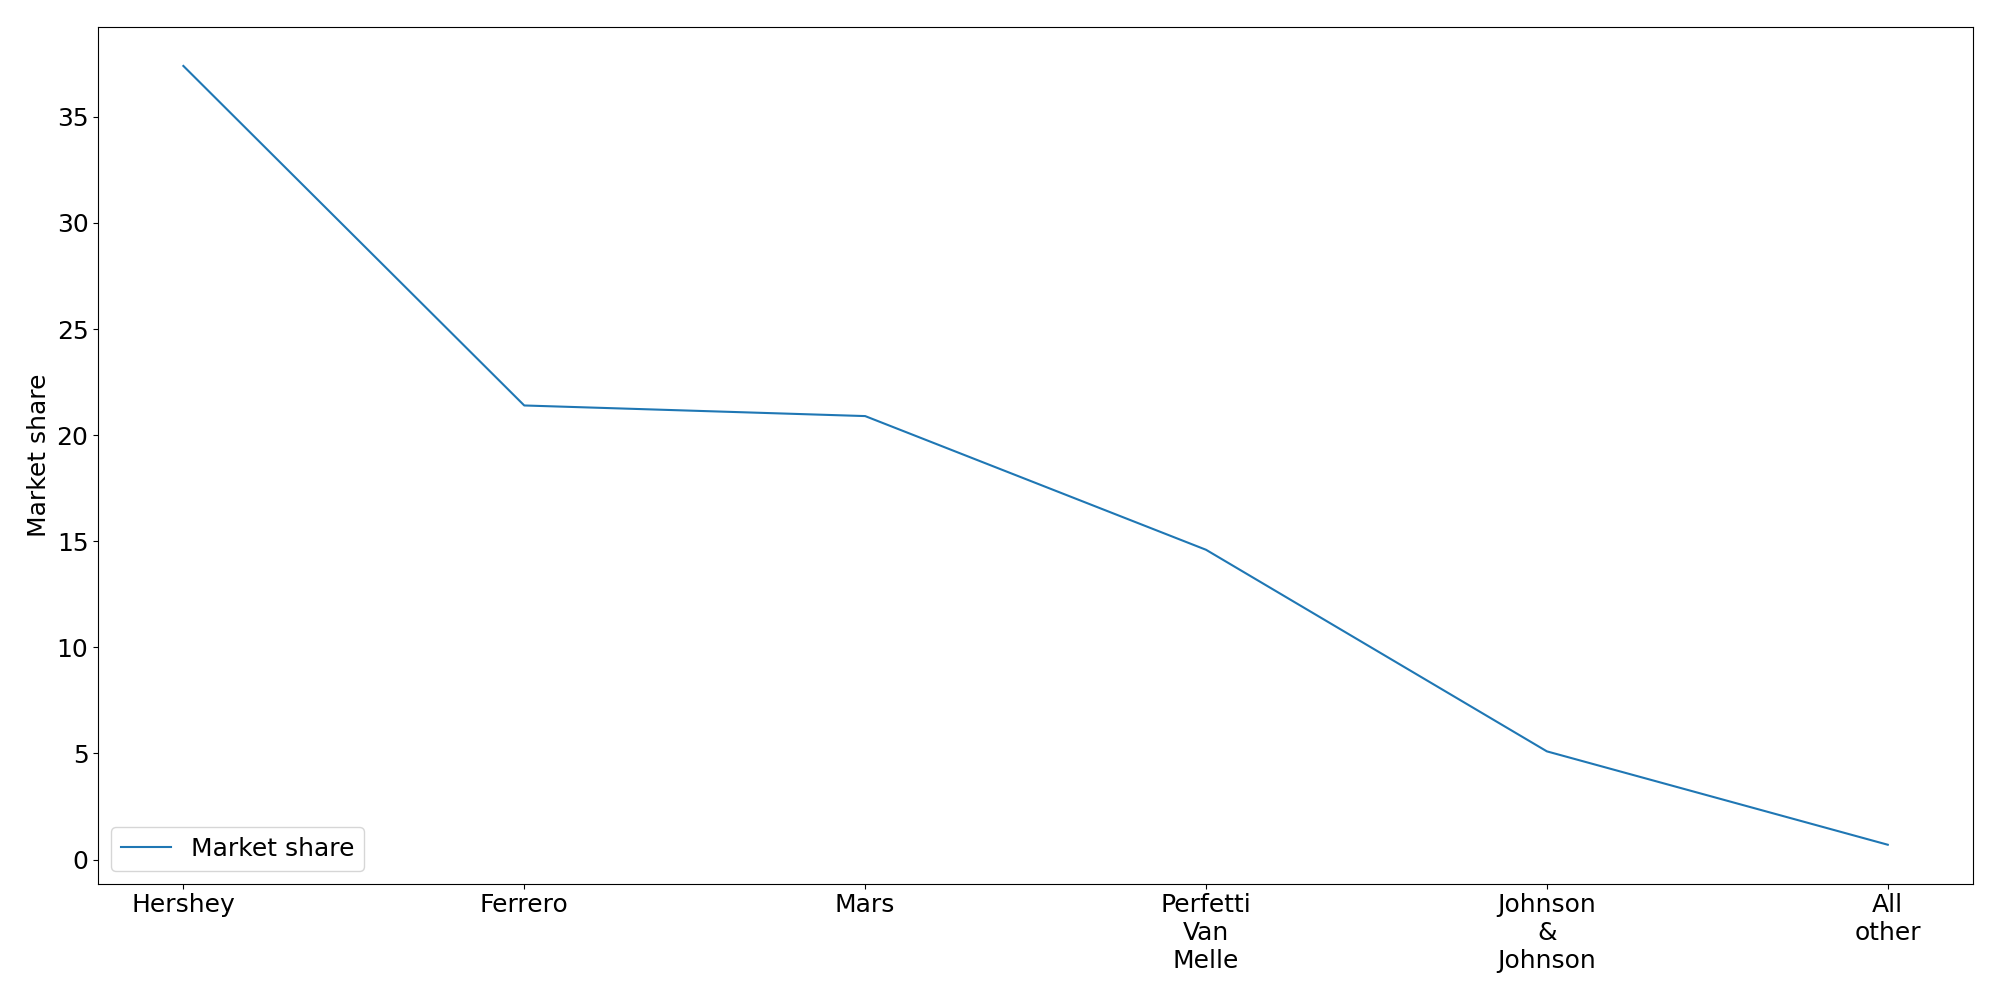 Market share
35
30
25
20
15
10
5
0
Market share
Hershey
Ferrero
Mars
Perfetti
Van
Melle
Johnson
&
Johnson
All
other